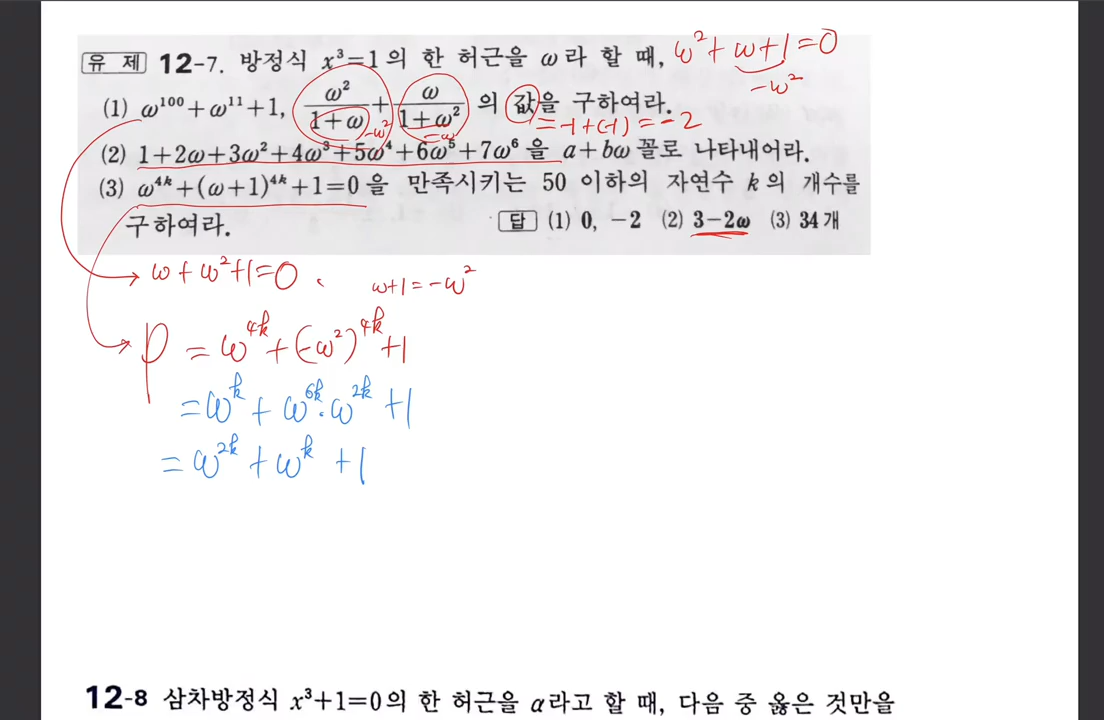 유 제 12-7. 방정식 x³=1의 한 허근을 ω라 할 때, ω²+ω+1=0
-ω²
(1) ω¹⁰⁰+ω¹¹+1, ω²/(1+ω) + ω/(1+ω²) 의 값을 구하여라.
-ω² =-ω =-1+(-1)=-2
(2) 1+2ω+3ω²+4ω³+5ω⁴+6ω⁵+7ω⁶을 a+bω 꼴로 나타내어라.
(3) ω⁴ᵏ+(ω+1)⁴ᵏ+1=0을 만족시키는 50 이하의 자연수 k의 개수를
구하여라. 답 (1) 0, -2 (2) 3-2ω (3) 34개
ω+ω²+1=0 ω+1=-ω²
P=ω⁴ᵏ+(-ω²)⁴ᵏ+1
=ωᵏ+ω⁶ᵏ·ω²ᵏ+1
=ω²ᵏ+ωᵏ+1
12-8 삼차방정식 x³+1=0의 한 허근을 α라고 할 때, 다음 중 옳은 것만을